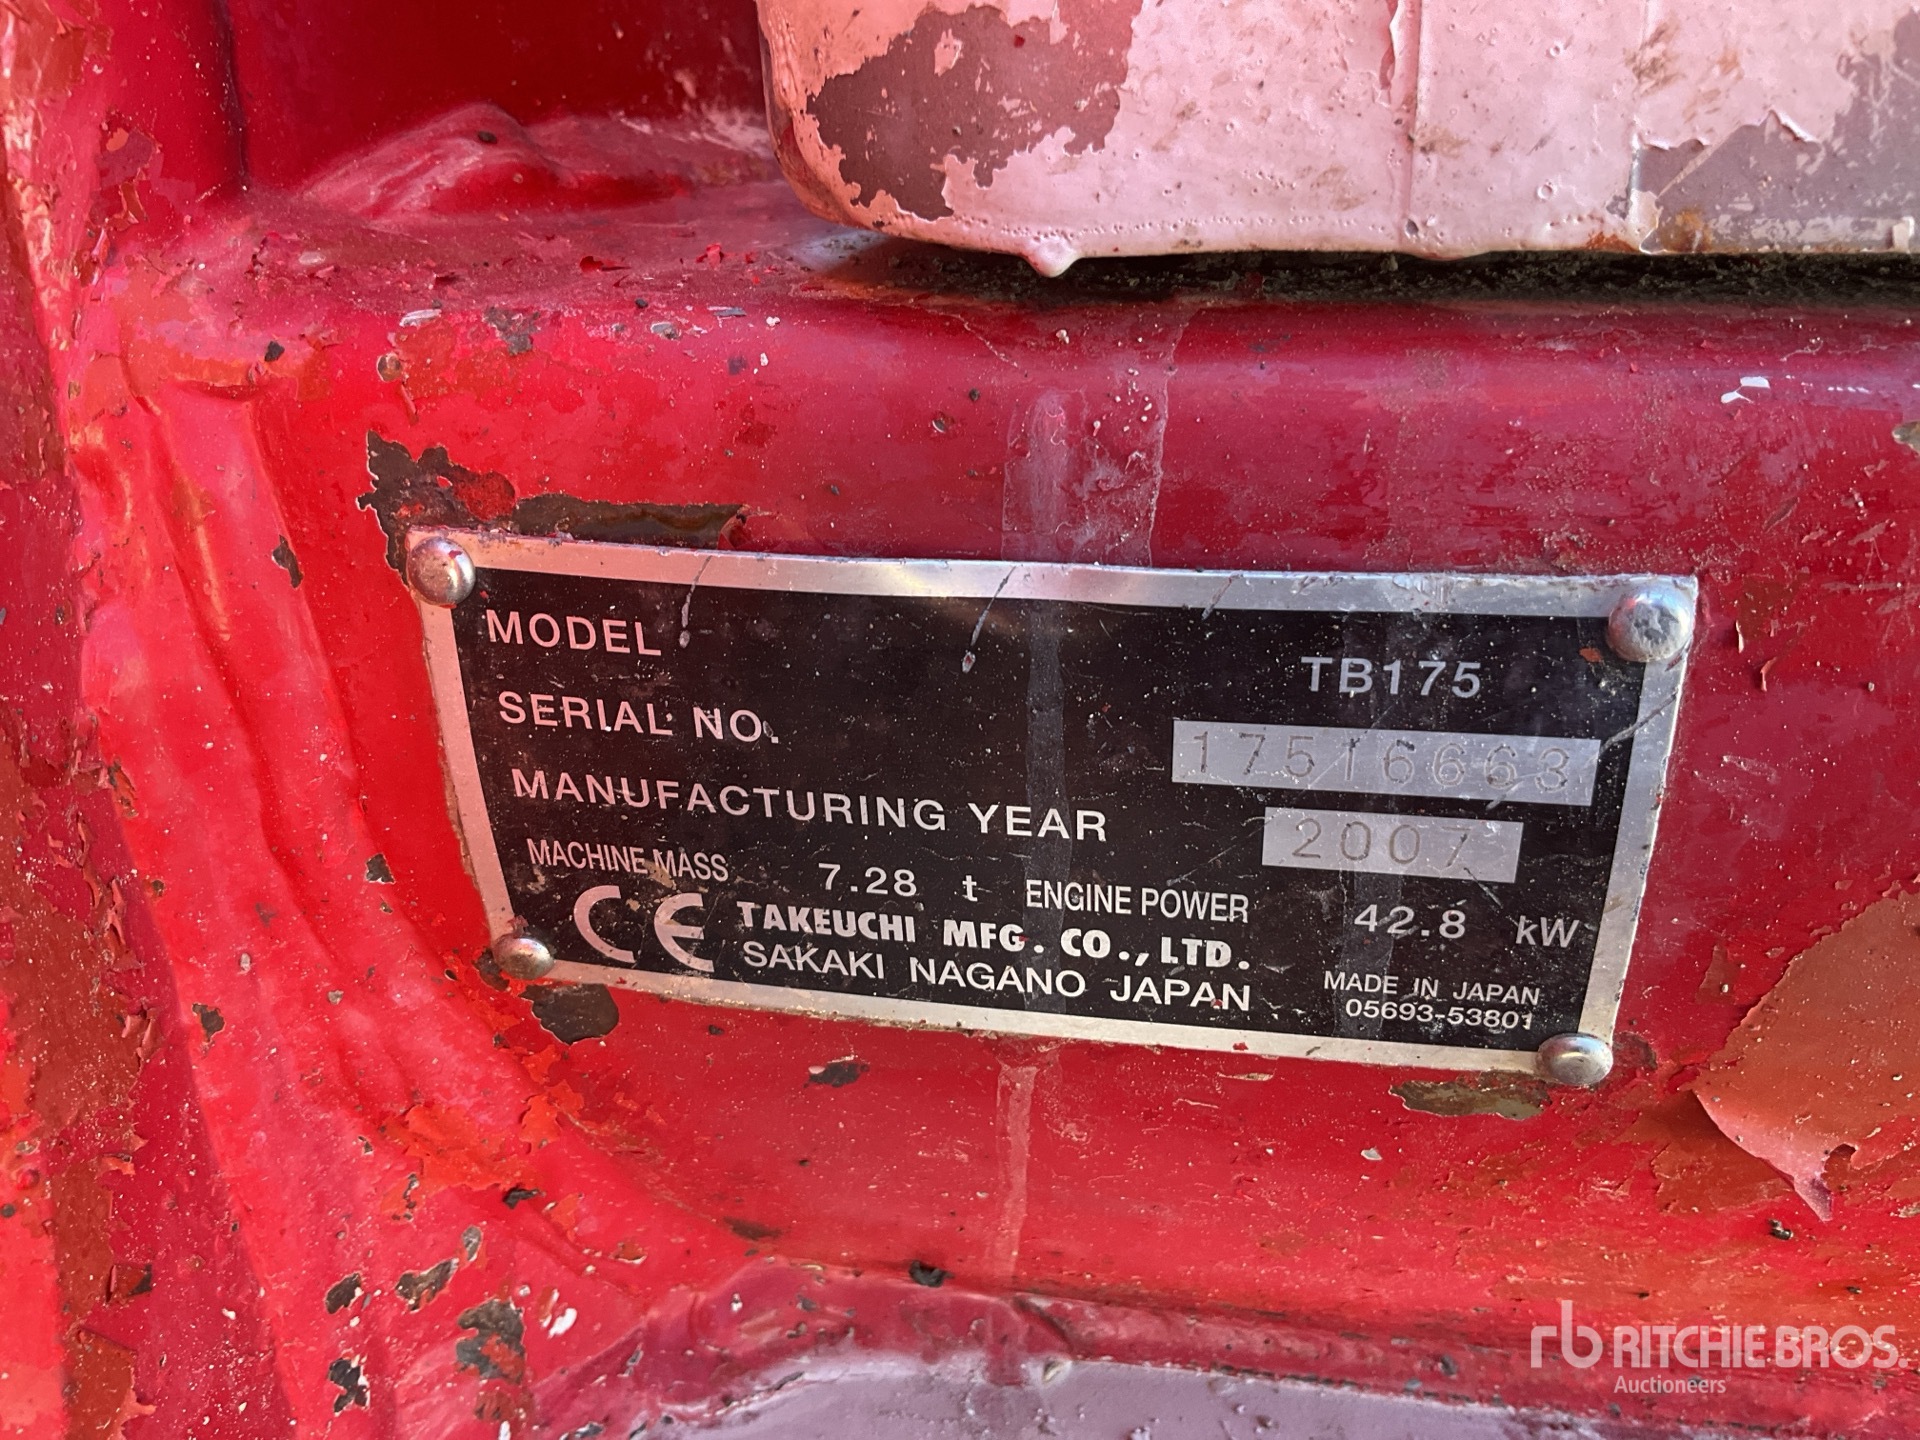 MODEL TB175
SERIAL NO. 17516663
MANUFACTURING YEAR 2007
MACHINE MASS 7.28 t ENGINE POWER 42.8 kW
CE TAKEUCHI MFG. CO., LTD.
SAKAKI NAGANO JAPAN
MADE IN JAPAN
05693-53801
rb RITCHIE BROS.
Auctioneers